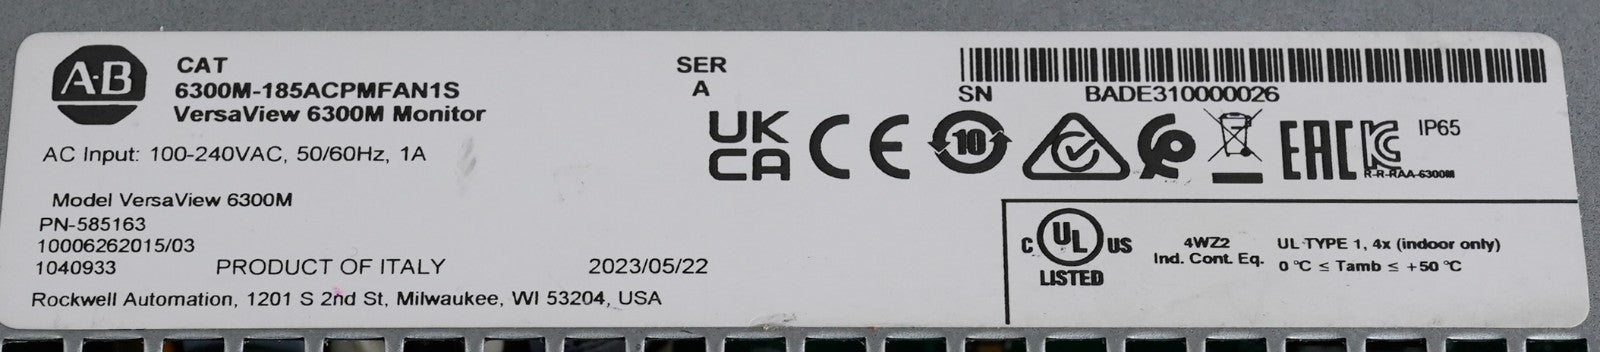 A-B
CAT
6300M-185ACPMFAN1S
VersaView 6300M Monitor
SER
A
SN BADE310000026
AC Input: 100-240VAC, 50/60Hz, 1A
UK
CA
CE
10
EAC
KC
IP65
R-R-RAA-6300M
Model VersaView 6300M
PN-585163
10006262015/03
1040933 PRODUCT OF ITALY 2023/05/22
Rockwell Automation, 1201 S 2nd St, Milwaukee, WI 53204, USA
C UL US
LISTED
4WZ2
Ind. Cont. Eq.
UL TYPE 1, 4x (indoor only)
0 °C ≤ Tamb ≤ +50 °C